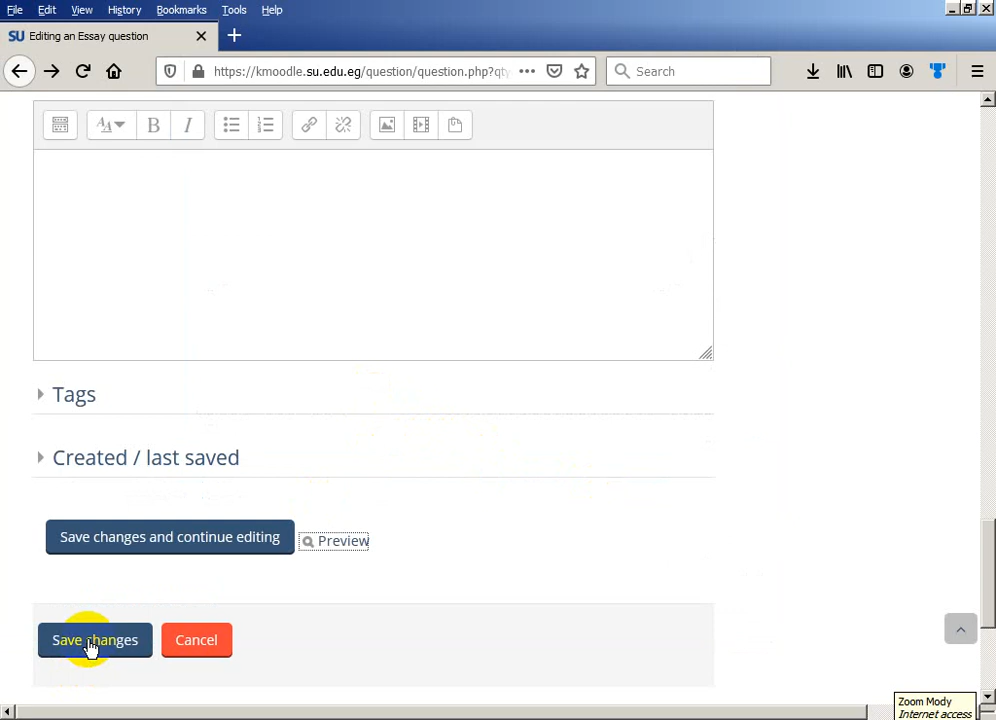 File Edit View History Bookmarks Tools Help
SU Editing an Essay question
https://kmoodle.su.edu.eg/question/question.php?qty
Search
B I
Tags
Created / last saved
Save changes and continue editing Preview
Save changes Cancel
Zoom Mody
Internet access